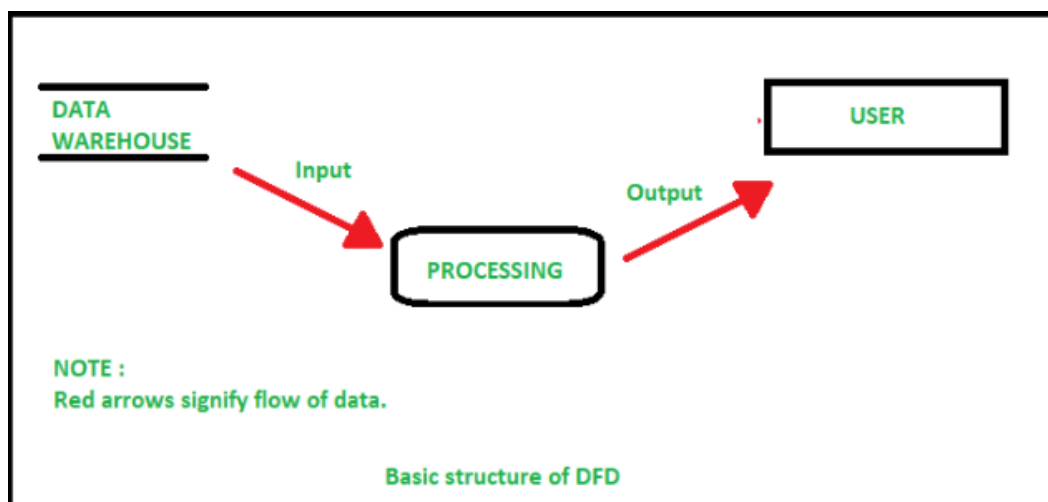 DATA
WAREHOUSE
Input
USER
Output
PROCESSING
NOTE :
Red arrows signify flow of data.
Basic structure of DFD